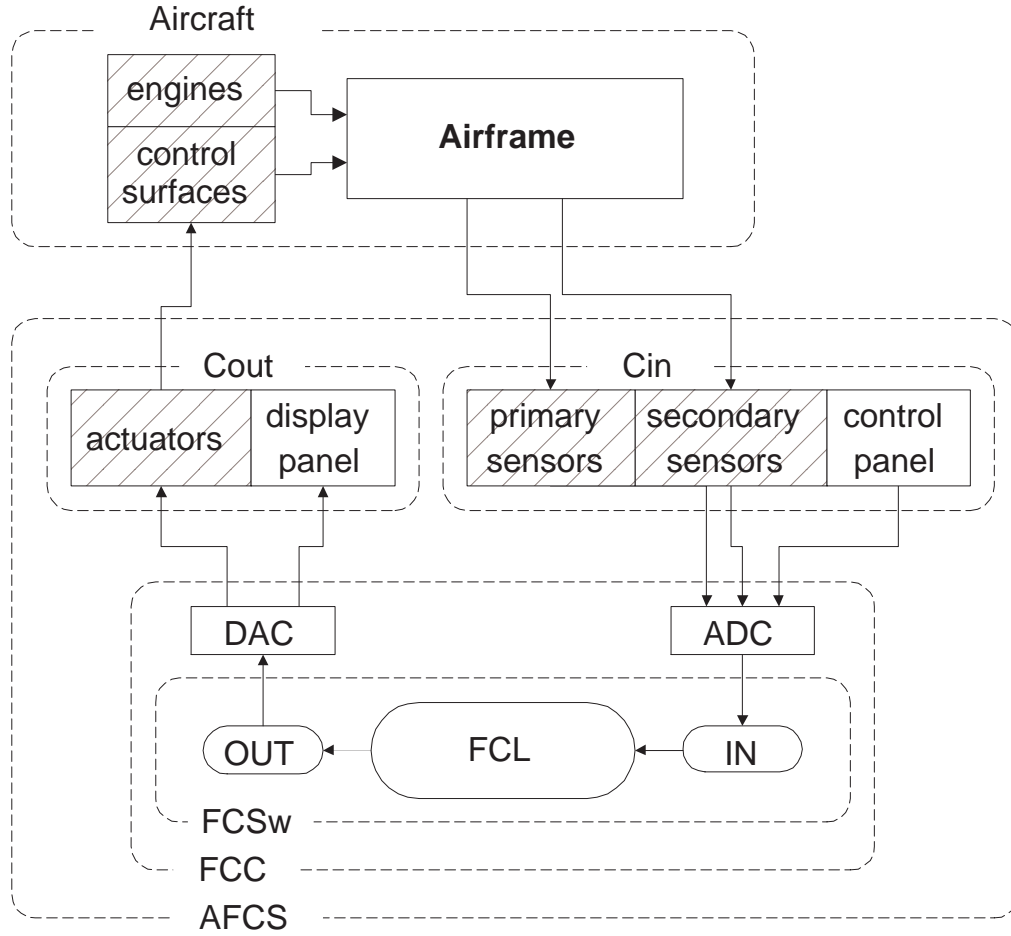 Aircraft
engines
control
surfaces
Airframe
Cout
actuators
display
panel
Cin
primary
sensors
secondary
sensors
control
panel
DAC
ADC
OUT
FCL
IN
FCSw
FCC
AFCS